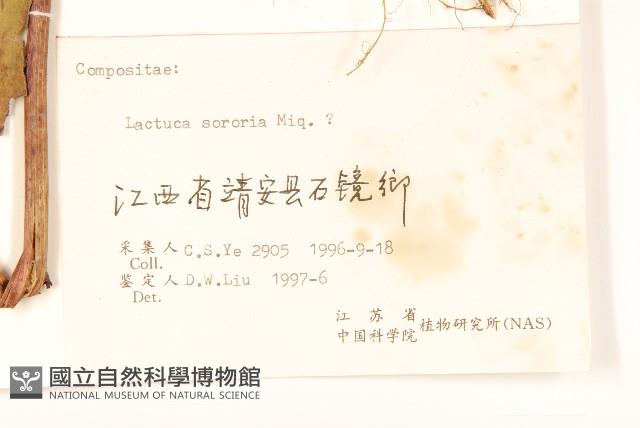 Compositae:
Lactuca sororia Miq. ?
江西省靖安县石镜鄉
采集人 C.S.Ye 2905 1996-9-18
Coll.
鉴定人 D.W.Liu 1997-6
Det.
江苏省
中国科学院 植物研究所(NAS)
國立自然科學博物館
NATIONAL MUSEUM OF NATURAL SCIENCE